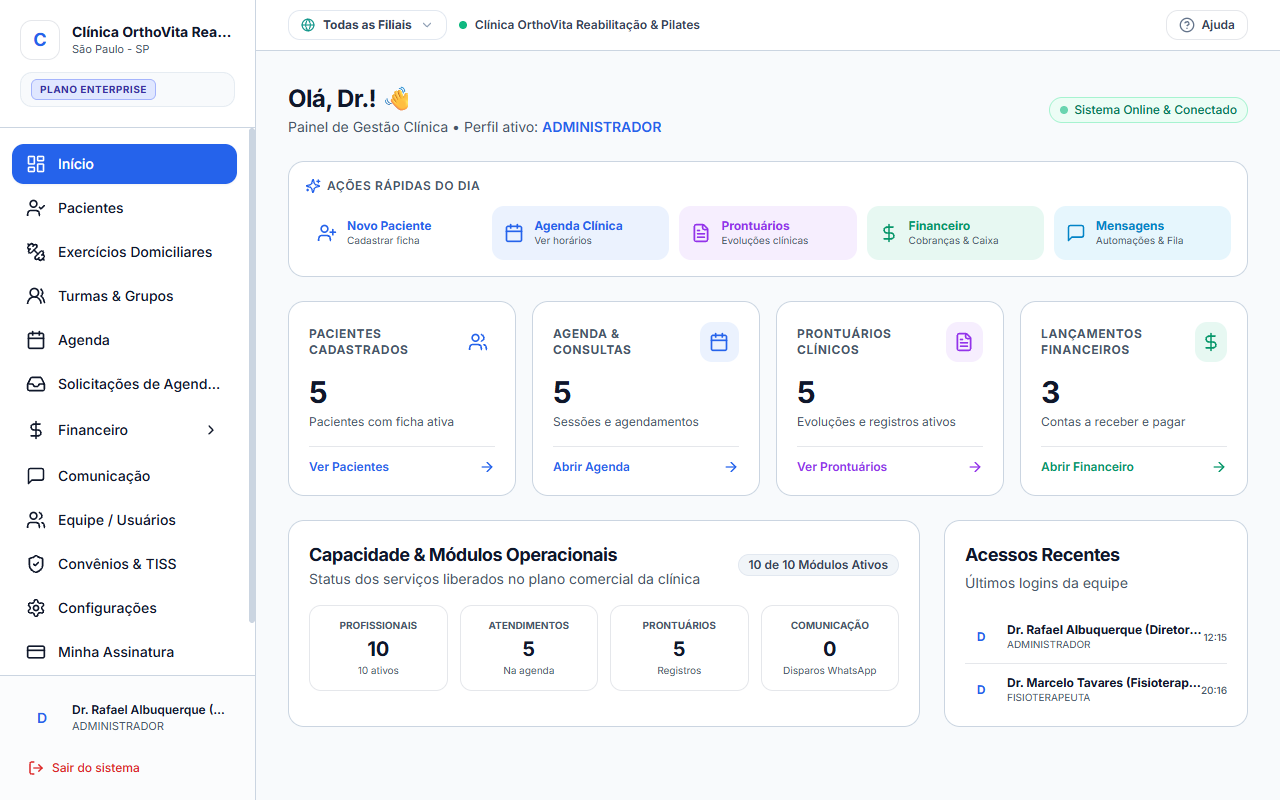 C
Clínica OrthoVita Rea...
São Paulo - SP
PLANO ENTERPRISE
Início
Pacientes
Exercícios Domiciliares
Turmas & Grupos
Agenda
Solicitações de Agend...
Financeiro
Comunicação
Equipe / Usuários
Convênios & TISS
Configurações
Minha Assinatura
D
Dr. Rafael Albuquerque (...
ADMINISTRADOR
Sair do sistema
Todas as Filiais
Clínica OrthoVita Reabilitação & Pilates
Ajuda
Olá, Dr.! 👋
Painel de Gestão Clínica • Perfil ativo: ADMINISTRADOR
Sistema Online & Conectado
AÇÕES RÁPIDAS DO DIA
Novo Paciente
Cadastrar ficha
Agenda Clínica
Ver horários
Prontuários
Evoluções clínicas
Financeiro
Cobranças & Caixa
Mensagens
Automações & Fila
PACIENTES
CADASTRADOS
5
Pacientes com ficha ativa
Ver Pacientes
AGENDA &
CONSULTAS
5
Sessões e agendamentos
Abrir Agenda
PRONTUÁRIOS
CLÍNICOS
5
Evoluções e registros ativos
Ver Prontuários
LANÇAMENTOS
FINANCEIROS
3
Contas a receber e pagar
Abrir Financeiro
Capacidade & Módulos Operacionais
Status dos serviços liberados no plano comercial da clínica
10 de 10 Módulos Ativos
PROFISSIONAIS
10
10 ativos
ATENDIMENTOS
5
Na agenda
PRONTUÁRIOS
5
Registros
COMUNICAÇÃO
0
Disparos WhatsApp
Acessos Recentes
Últimos logins da equipe
D
Dr. Rafael Albuquerque (Diretor...
ADMINISTRADOR
12:15
D
Dr. Marcelo Tavares (Fisioterap...
FISIOTERAPEUTA
20:16